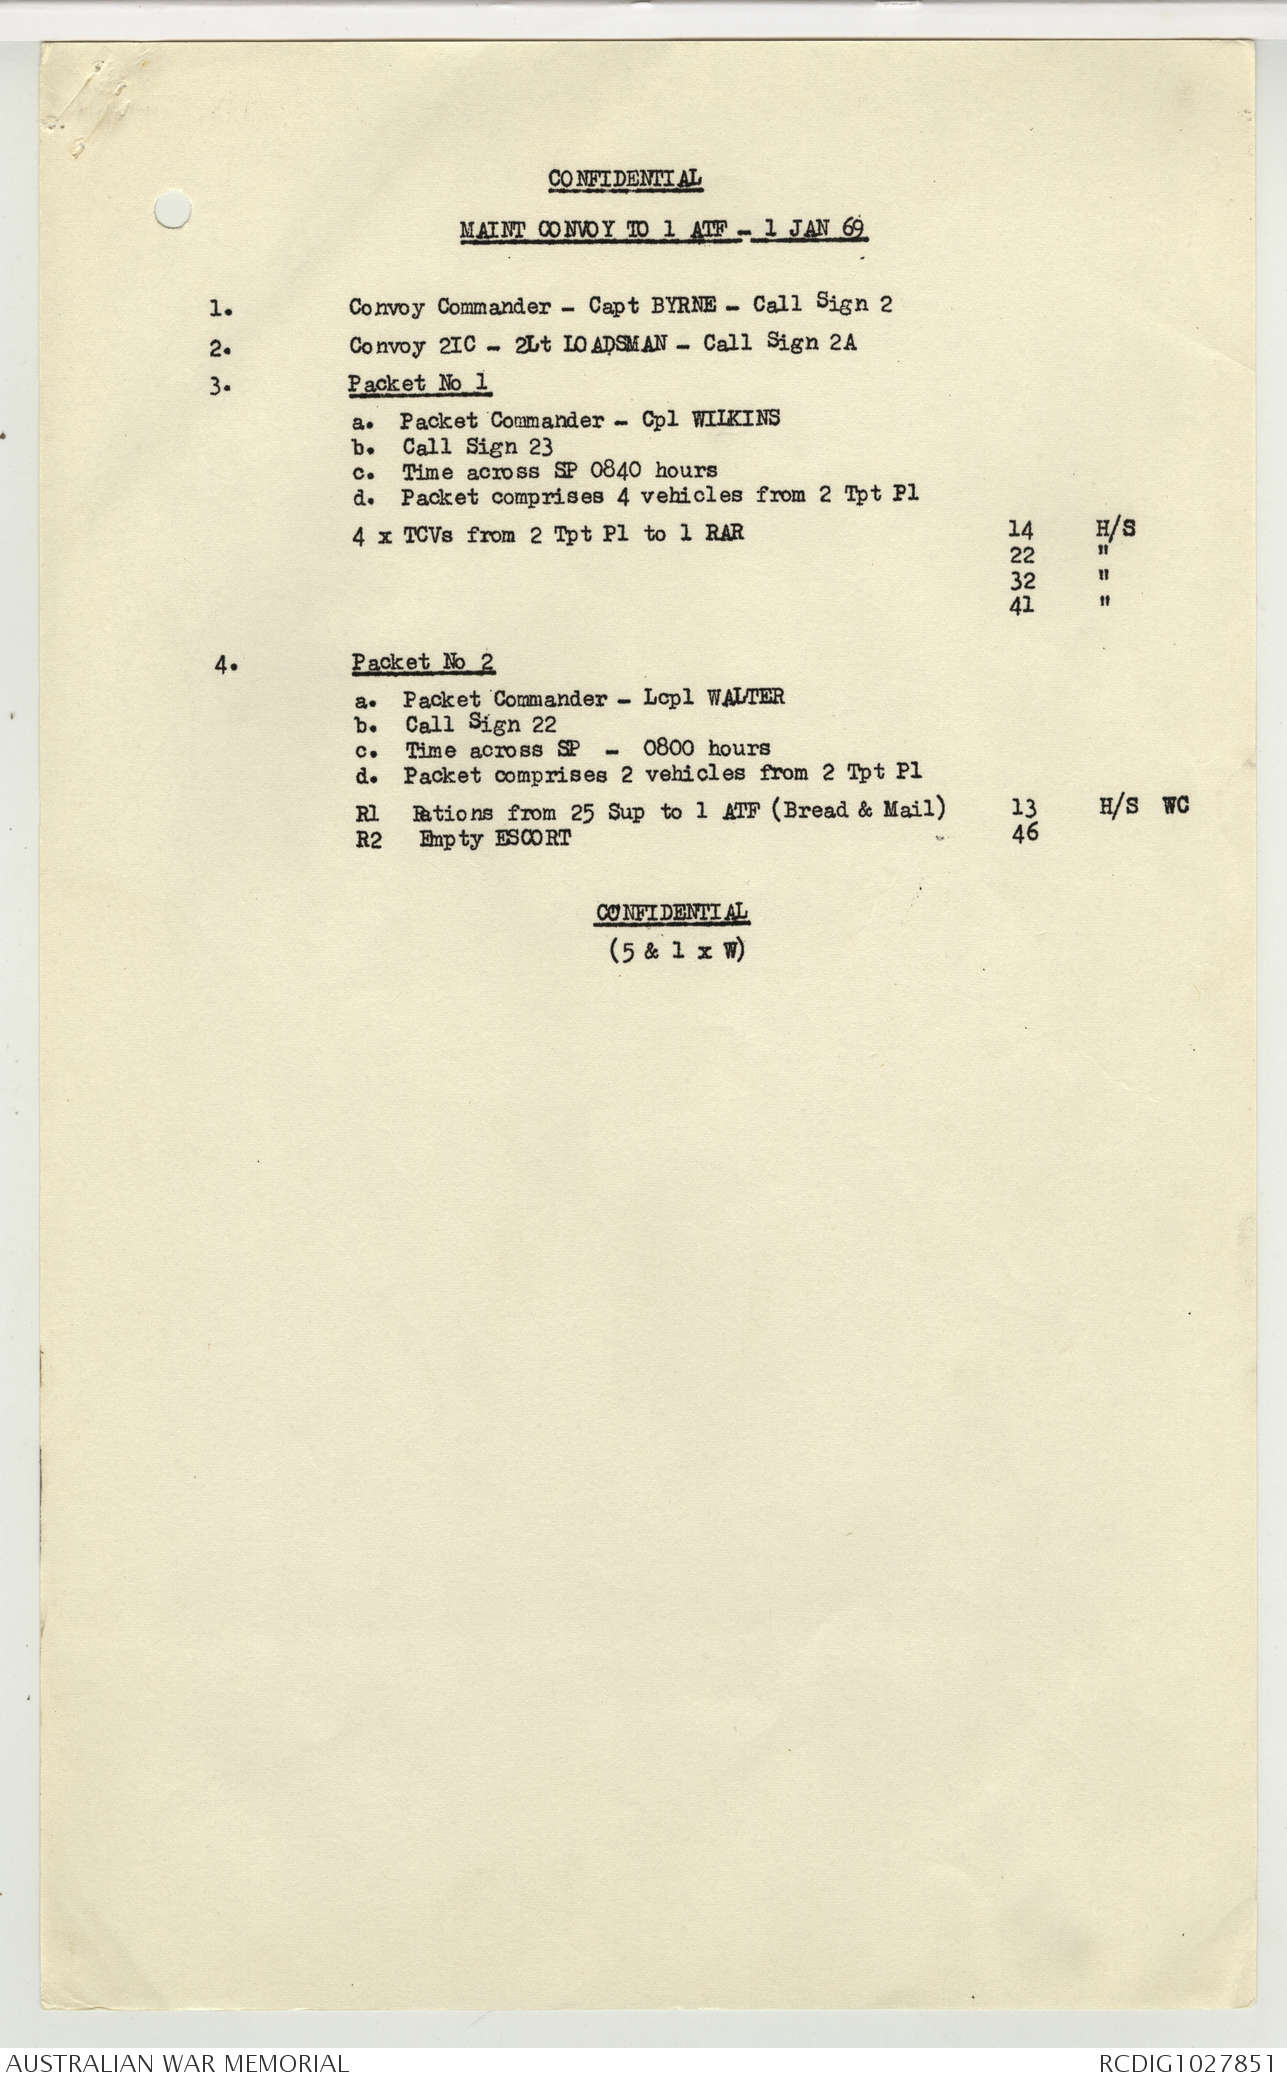 CONFIDENTIAL
MAINT CONVOY TO 1 ATF - 1 JAN 69
1. Convoy Commander - Capt BYRNE - Call Sign 2
2. Convoy 2IC - 2Lt LOADSMAN - Call Sign 2A
3. Packet No 1
a. Packet Commander - Cpl WILKINS
b. Call Sign 23
c. Time across SP 0840 hours
d. Packet comprises 4 vehicles from 2 Tpt Pl
4 x TCVs from 2 Tpt Pl to 1 RAR 14 H/S
22 "
32 "
41 "
4. Packet No 2
a. Packet Commander - Lcpl WALTER
b. Call Sign 22
c. Time across SP - 0800 hours
d. Packet comprises 2 vehicles from 2 Tpt Pl
R1 Rations from 25 Sup to 1 ATF (Bread & Mail) 13 H/S WC
R2 Empty ESCORT 46
CONFIDENTIAL
(5 & 1 x W)
AUSTRALIAN WAR MEMORIAL RCDIG1027851